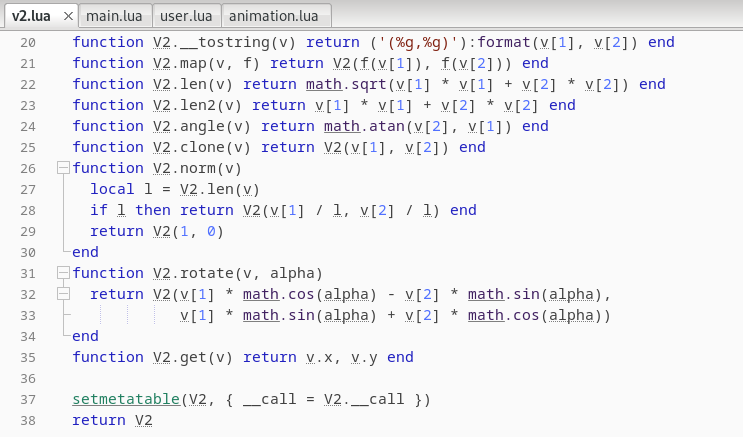 v2.lua × main.lua user.lua animation.lua
20 function V2.__tostring(v) return ('(%g,%g)'):format(v[1], v[2]) end
21 function V2.map(v, f) return V2(f(v[1]), f(v[2])) end
22 function V2.len(v) return math.sqrt(v[1] * v[1] + v[2] * v[2]) end
23 function V2.len2(v) return v[1] * v[1] + v[2] * v[2] end
24 function V2.angle(v) return math.atan(v[2], v[1]) end
25 function V2.clone(v) return V2(v[1], v[2]) end
26 function V2.norm(v)
27   local l = V2.len(v)
28   if l then return V2(v[1] / l, v[2] / l) end
29   return V2(1, 0)
30 end
31 function V2.rotate(v, alpha)
32   return V2(v[1] * math.cos(alpha) - v[2] * math.sin(alpha),
33             v[1] * math.sin(alpha) + v[2] * math.cos(alpha))
34 end
35 function V2.get(v) return v.x, v.y end
36
37 setmetatable(V2, { __call = V2.__call })
38 return V2